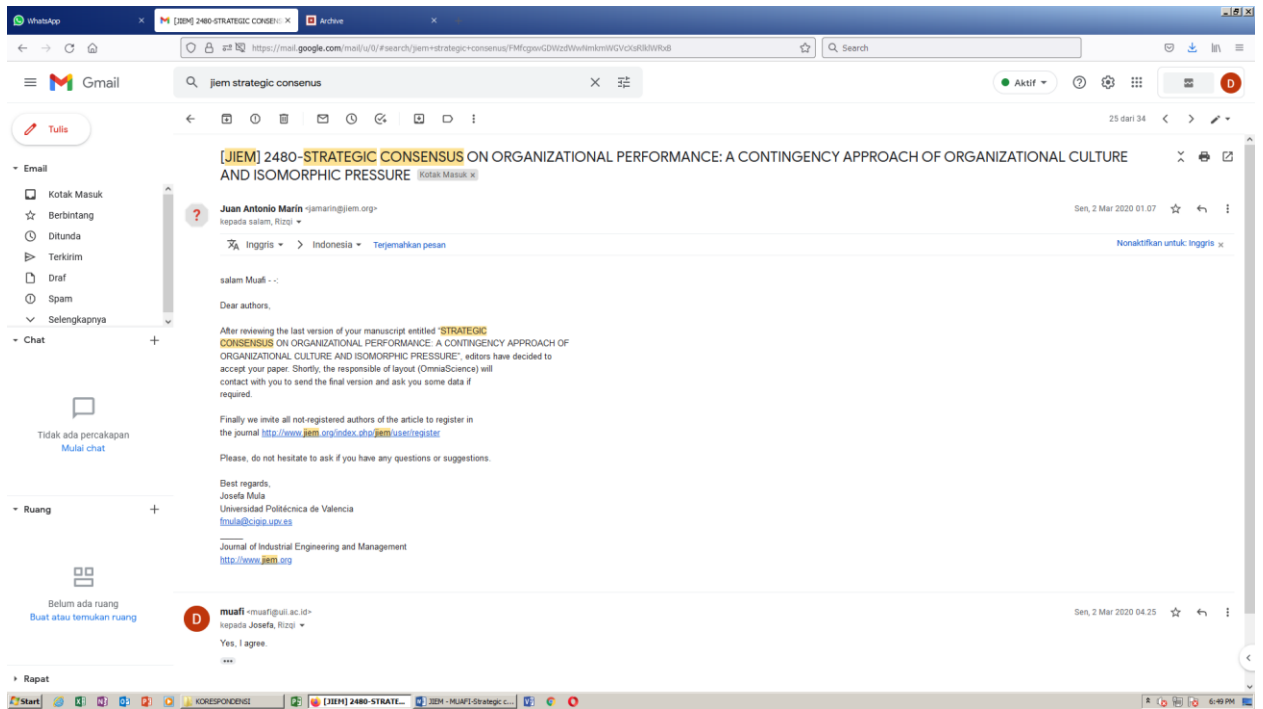 WhatsApp
[JIEM] 2480-STRATEGIC CONSENS
Archive
https://mail.google.com/mail/u/0/#search/jiem+strategic+consenus/
Search
Gmail
jiem strategic consenus
Aktif
D
Tulis
25 dari 34
Email
Kotak Masuk
Berbintang
Ditunda
Terkirim
Draf
Spam
Selengkapnya
Chat
Tidak ada percakapan
Mulai chat
Ruang
Belum ada ruang
Buat atau temukan ruang
Rapat
[JIEM] 2480-STRATEGIC CONSENSUS ON ORGANIZATIONAL PERFORMANCE: A CONTINGENCY APPROACH OF ORGANIZATIONAL CULTURE
AND ISOMORPHIC PRESSURE Kotak Masuk x
Juan Antonio Marín <jamarin@jiem.org>
Sen, 2 Mar 2020 01.07
kepada salam, Rizqi
Inggris > Indonesia Terjemahkan pesan
Nonaktifkan untuk: Inggris x
salam Muafi - -:
Dear authors,
After reviewing the last version of your manuscript entitled "STRATEGIC
CONSENSUS ON ORGANIZATIONAL PERFORMANCE: A CONTINGENCY APPROACH OF
ORGANIZATIONAL CULTURE AND ISOMORPHIC PRESSURE", editors have decided to
accept your paper. Shortly, the responsible of layout (OmniaScience) will
contact with you to send the final version and ask you some data if
required.
Finally we invite all not-registered authors of the article to register in
the journal http://www.jiem.org/index.php/jiem/user/register
Please, do not hesitate to ask if you have any questions or suggestions.
Best regards,
Josefa Mula
Universidad Politécnica de Valencia
fmula@cigip.upv.es
_____
Journal of Industrial Engineering and Management
http://www.jiem.org
D
muafi <muafi@uii.ac.id>
Sen, 2 Mar 2020 04.25
kepada Josefa, Rizqi
Yes, I agree.
...
Start
KORESPONDENSI
[JIEM] 2480-STRATE...
JIEM - MUAFI-Strategic c...
6:49 PM